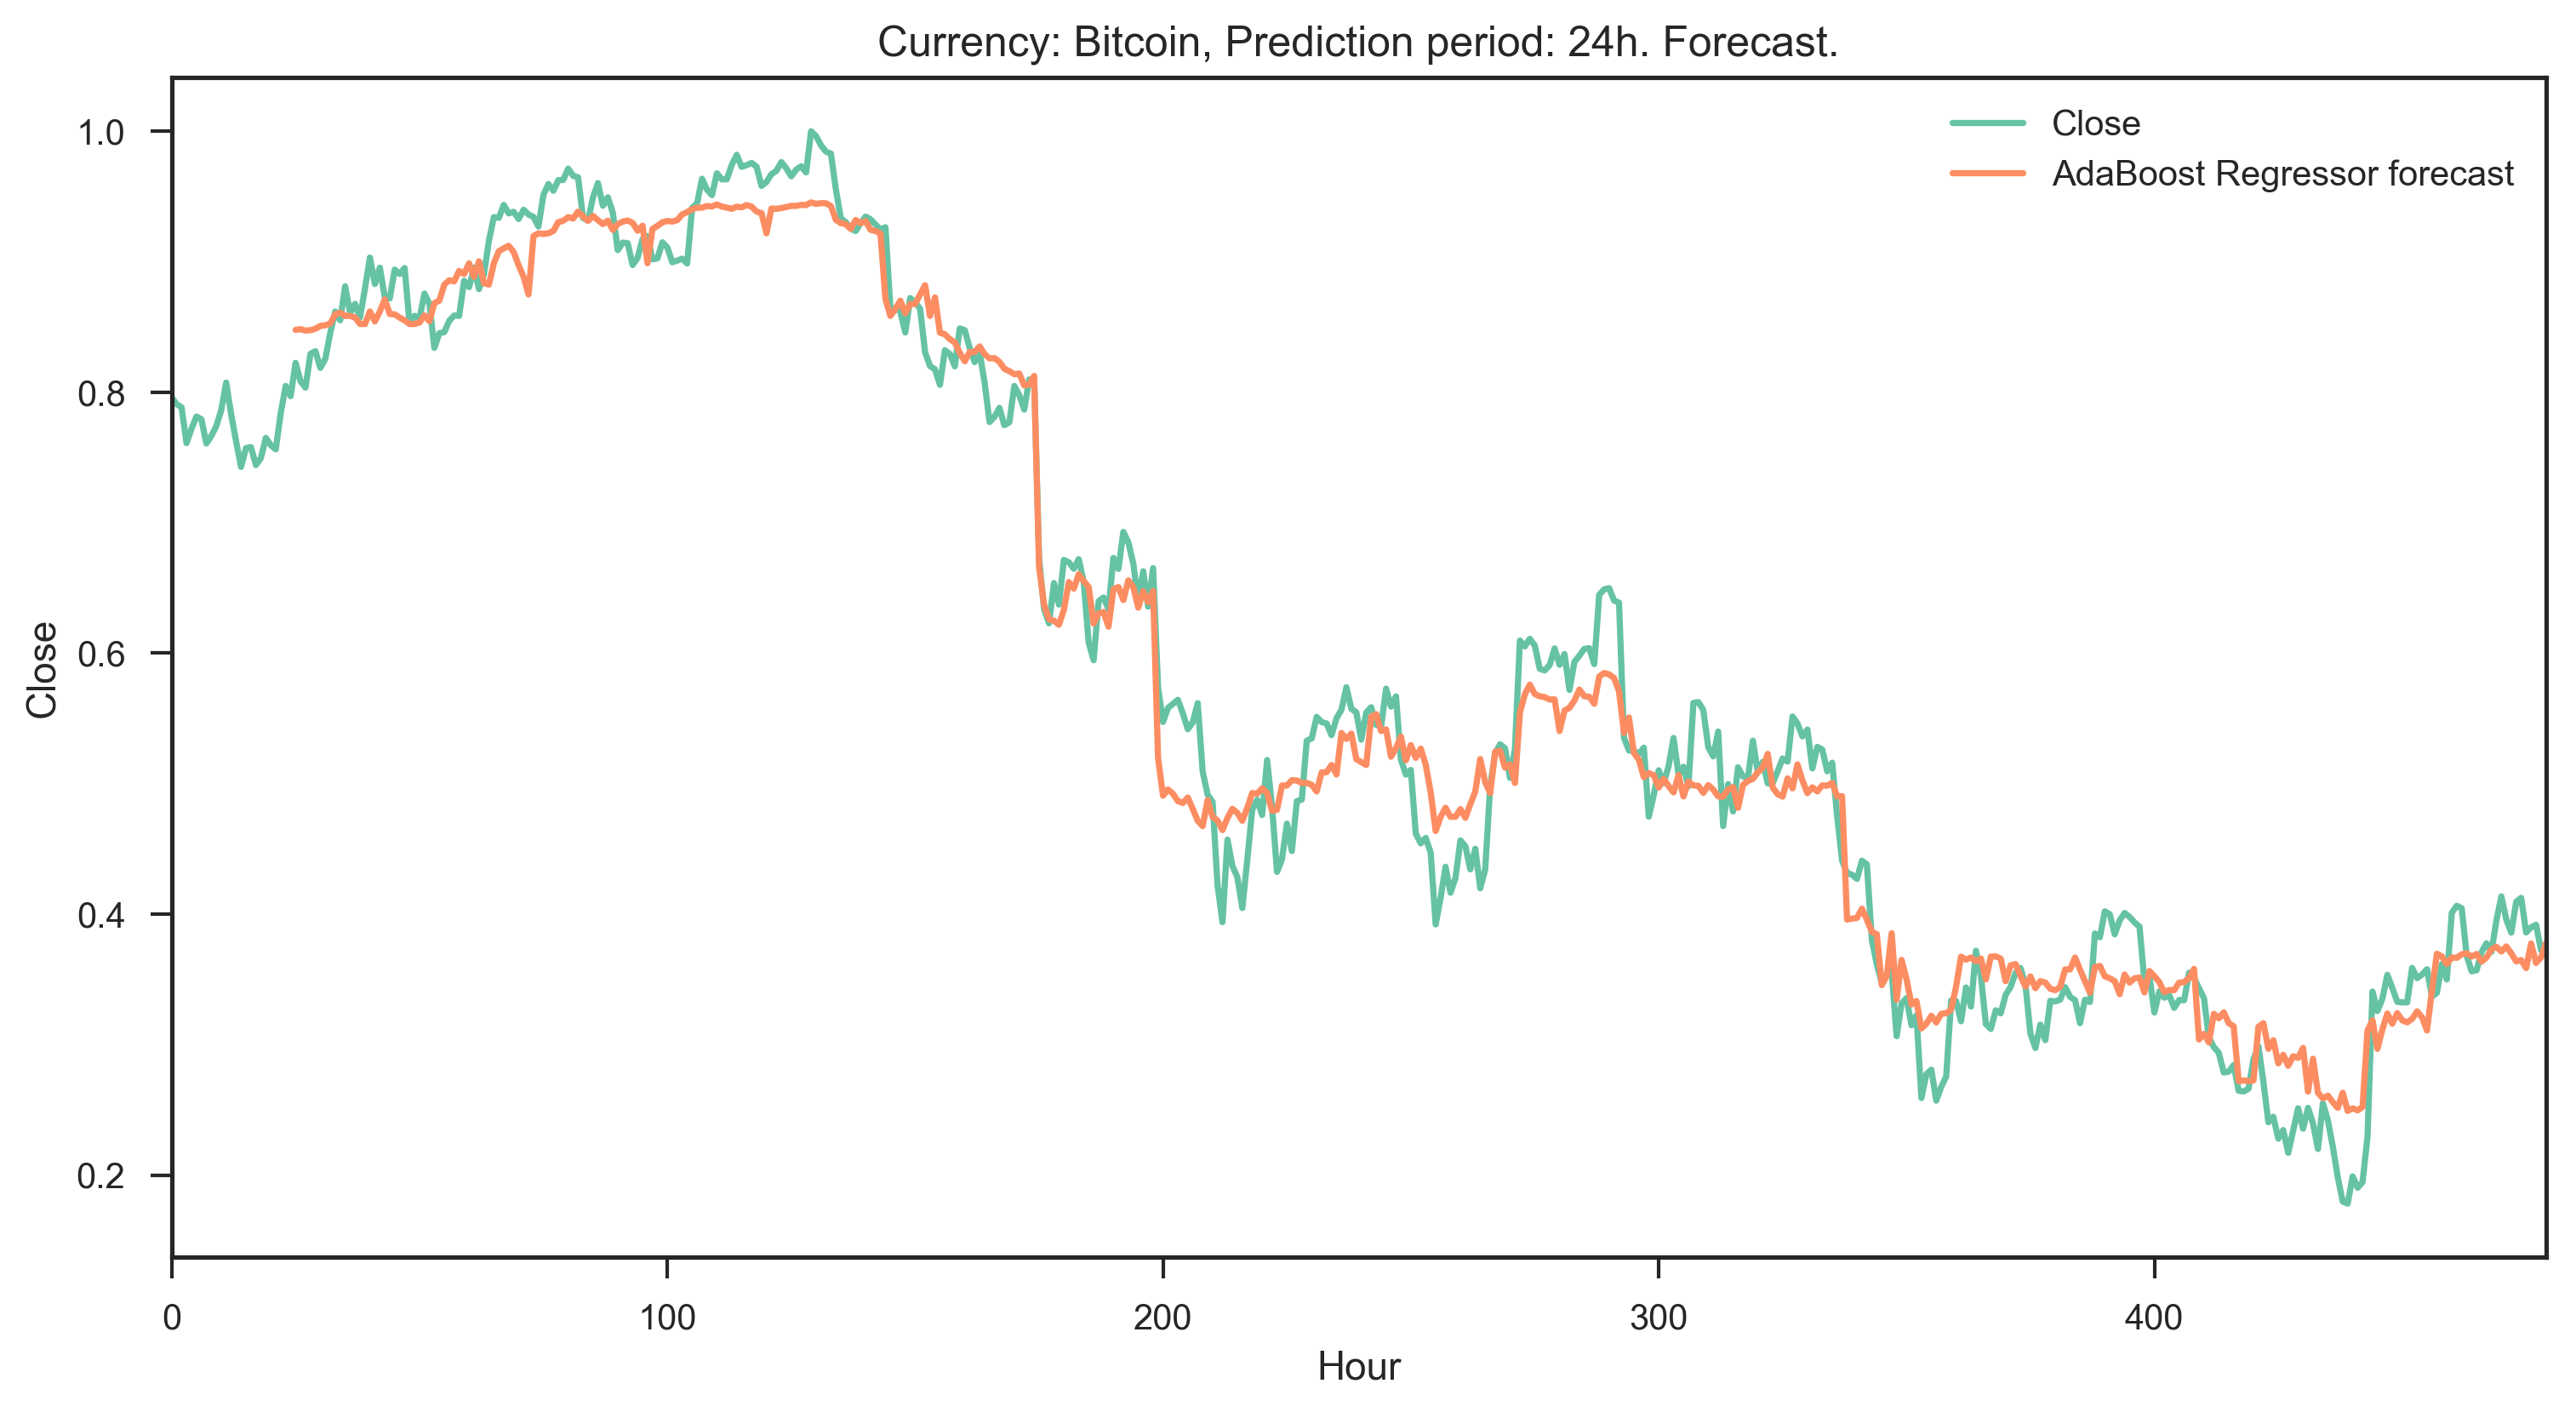 Currency: Bitcoin, Prediction period: 24h. Forecast.
Close
AdaBoost Regressor forecast
1.0
0.8
0.6
0.4
0.2
Close
0 100 200 300 400
Hour